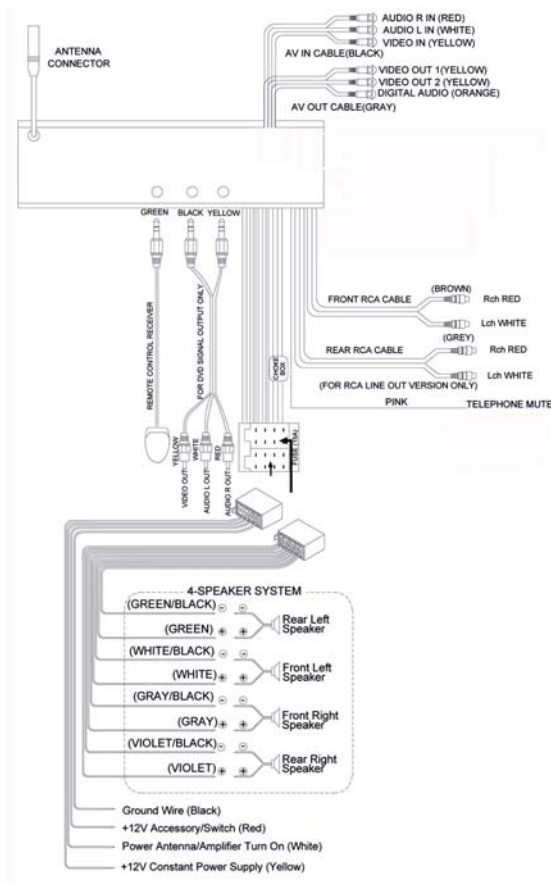 AUDIO R IN (RED)
AUDIO L IN (WHITE)
VIDEO IN (YELLOW)
AV IN CABLE(BLACK)
ANTENNA
CONNECTOR
VIDEO OUT 1(YELLOW)
VIDEO OUT 2 (YELLOW)
DIGITAL AUDIO (ORANGE)
AV OUT CABLE(GRAY)
GREEN
BLACK
YELLOW
REMOTE CONTROL RECEIVER
FOR DVD SIGNAL OUTPUT ONLY
(BROWN)
FRONT RCA CABLE
Rch RED
Lch WHITE
(GREY)
REAR RCA CABLE
Rch RED
Lch WHITE
(FOR RCA LINE OUT VERSION ONLY)
PINK
TELEPHONE MUTE
CHOKE
BOX
FUSE (10A)
YELLOW
WHITE
RED
VIDEO OUT
AUDIO L OUT
AUDIO R OUT
4-SPEAKER SYSTEM
(GREEN/BLACK)
(GREEN)
Rear Left
Speaker
(WHITE/BLACK)
(WHITE)
Front Left
Speaker
(GRAY/BLACK)
(GRAY)
Front Right
Speaker
(VIOLET/BLACK)
(VIOLET)
Rear Right
Speaker
Ground Wire (Black)
+12V Accessory/Switch (Red)
Power Antenna/Amplifier Turn On (White)
+12V Constant Power Supply (Yellow)